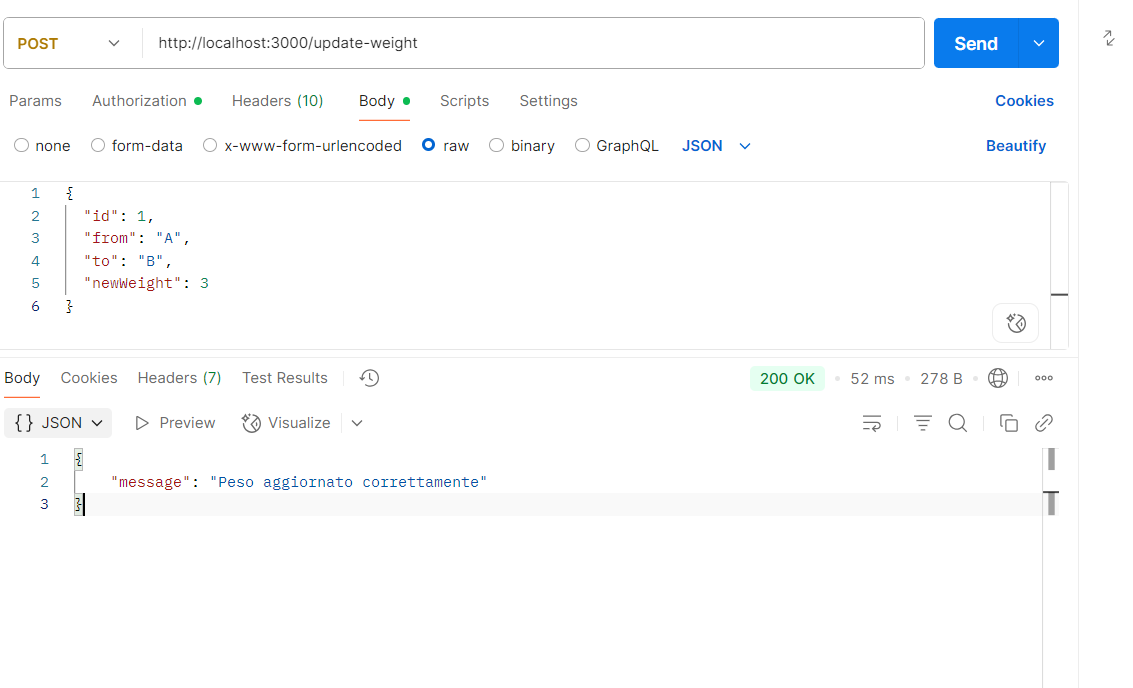 POST http://localhost:3000/update-weight Send
Params Authorization Headers (10) Body Scripts Settings Cookies
none form-data x-www-form-urlencoded raw binary GraphQL JSON Beautify
1 {
2 "id": 1,
3 "from": "A",
4 "to": "B",
5 "newWeight": 3
6 }
Body Cookies Headers (7) Test Results 200 OK 52 ms 278 B
{} JSON Preview Visualize
1 {
2 "message": "Peso aggiornato correttamente"
3 }